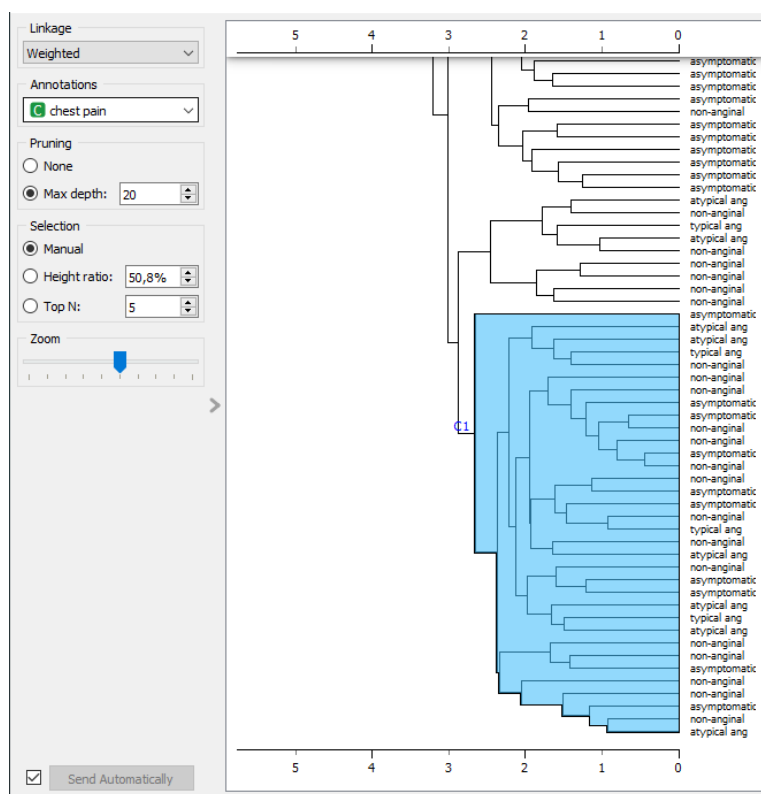 Linkage
Weighted
Annotations
C chest pain
Pruning
None
Max depth: 20
Selection
Manual
Height ratio: 50,8%
Top N: 5
Zoom
Send Automatically
5 4 3 2 1 0
asymptomatic
asymptomatic
asymptomatic
asymptomatic
non-anginal
asymptomatic
asymptomatic
asymptomatic
asymptomatic
asymptomatic
asymptomatic
atypical ang
non-anginal
typical ang
atypical ang
non-anginal
non-anginal
non-anginal
non-anginal
non-anginal
asymptomatic
atypical ang
atypical ang
typical ang
non-anginal
non-anginal
non-anginal
asymptomatic
asymptomatic
C1
non-anginal
non-anginal
asymptomatic
non-anginal
non-anginal
asymptomatic
asymptomatic
non-anginal
typical ang
non-anginal
atypical ang
non-anginal
asymptomatic
asymptomatic
atypical ang
typical ang
atypical ang
non-anginal
non-anginal
asymptomatic
non-anginal
non-anginal
asymptomatic
non-anginal
atypical ang
5 4 3 2 1 0